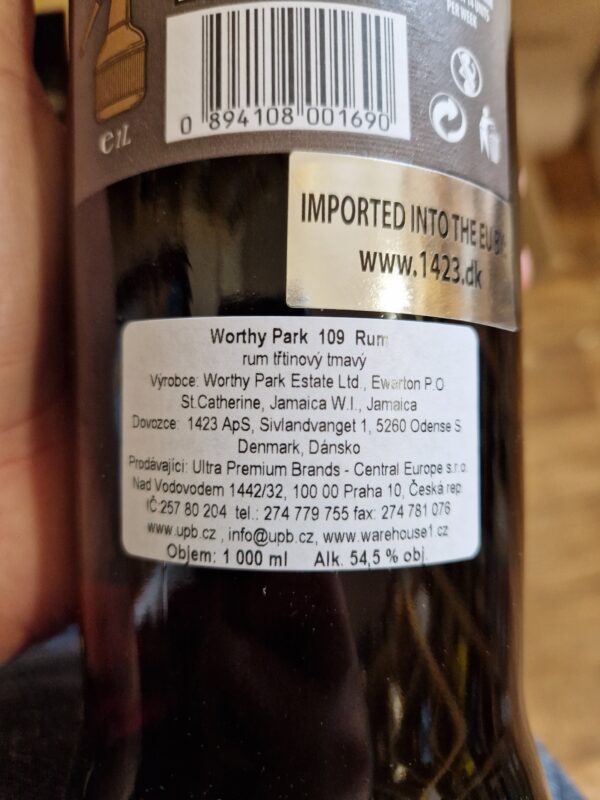 PER WEEK
0 894108 001690
e 1L
IMPORTED INTO THE EU BY:
www.1423.dk
Worthy Park 109 Rum
rum třtinový tmavý
Výrobce: Worthy Park Estate Ltd., Ewarton P.O
St.Catherine, Jamaica W.I., Jamaica
Dovozce: 1423 ApS, Sivlandvanget 1, 5260 Odense S
Denmark, Dánsko
Prodávající: Ultra Premium Brands - Central Europe s.r.o.
Nad Vodovodem 1442/32, 100 00 Praha 10, Česká rep
IČ:257 80 204 tel.: 274 779 755 fax: 274 781 076
www.upb.cz , info@upb.cz, www.warehouse1.cz
Objem: 1 000 ml Alk. 54,5 % obj.